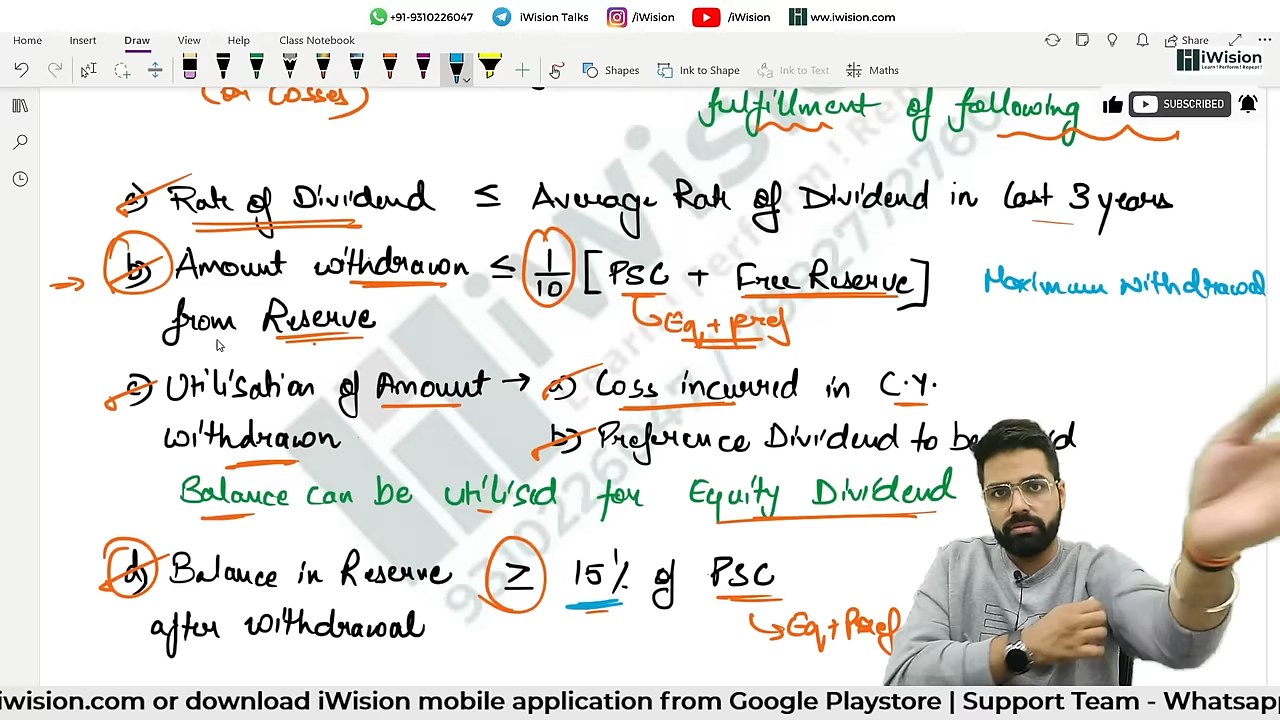 +91-9310226047 iWision Talks /iWision /iWision ww.iwision.com
Home Insert Draw View Help Class Notebook Share
Shapes Ink to Shape Ink to Text Maths
iWision
Learn ! Perform ! Repeat !
SUBSCRIBED
(or Losses)
fulfillment of following
a) Rate of Dividend ≤ Average Rate of Dividend in last 3 years
b) Amount withdrawn ≤ 1/10 [PSC + Free Reserve] Maximum withdrawal
from Reserve Eq + pref
c) Utilisation of Amount → a) Loss incurred in C.Y.
withdrawn b) Preference Dividend to be
Balance can be utilised for Equity Dividend
d) Balance in Reserve ≥ 15% of PSC
after withdrawal Eq + Pref
iwision.com or download iWision mobile application from Google Playstore | Support Team - Whatsapp